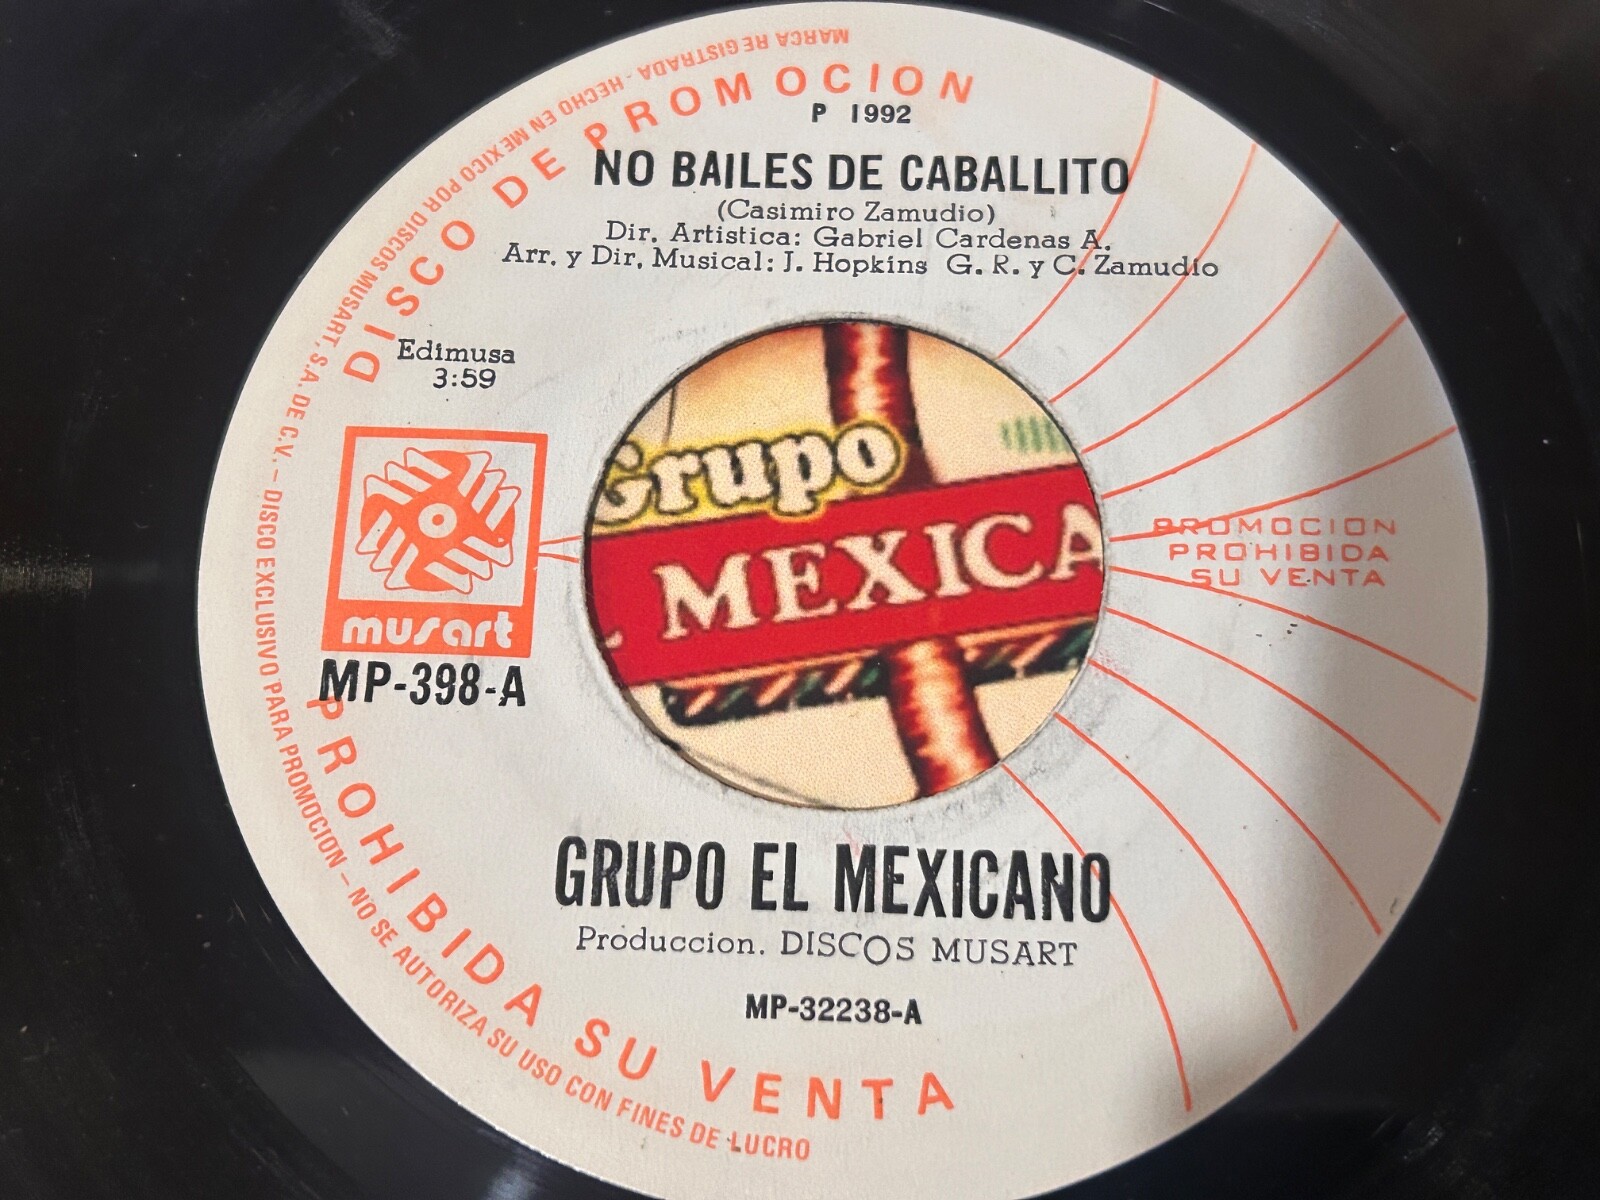 MARCA REGISTRADA - HECHO EN MEXICO POR DISCOS MUSART, S.A. DE C.V. - DISCO EXCLUSIVO PARA PROMOCION - NO SE AUTORIZA SU USO CON FINES DE LUCRO
DISCO DE PROMOCION
P 1992
NO BAILES DE CABALLITO
(Casimiro Zamudio)
Dir. Artistica: Gabriel Cardenas A.
Arr. y Dir. Musical: J. Hopkins G. R. y C. Zamudio
Edimusa
3:59
musart
MP-398-A
Grupo
MEXICA
PROMOCION
PROHIBIDA
SU VENTA
GRUPO EL MEXICANO
Produccion. DISCOS MUSART
MP-32238-A
PROHIBIDA SU VENTA